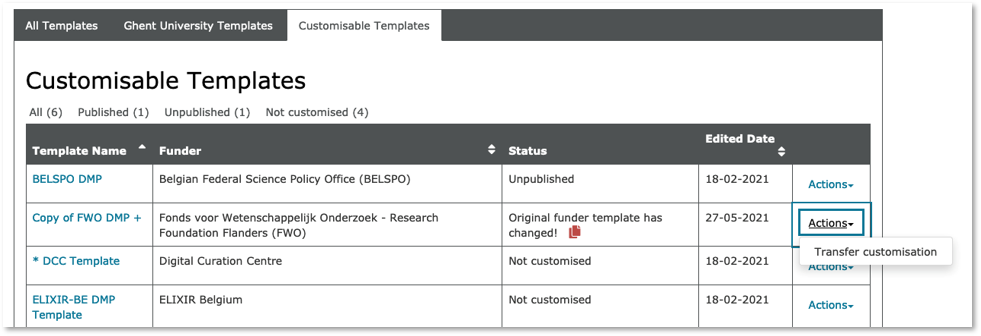 All Templates Ghent University Templates Customisable Templates
Customisable Templates
All (6) Published (1) Unpublished (1) Not customised (4)
Template Name Funder Status Edited Date
BELSPO DMP Belgian Federal Science Policy Office (BELSPO) Unpublished 18-02-2021 Actions
Copy of FWO DMP + Fonds voor Wetenschappelijk Onderzoek - Research Original funder template has 27-05-2021 Actions
Foundation Flanders (FWO) changed!
Transfer customisation
* DCC Template Digital Curation Centre Not customised 18-02-2021 Actions
ELIXIR-BE DMP ELIXIR Belgium Not customised 18-02-2021 Actions
Template